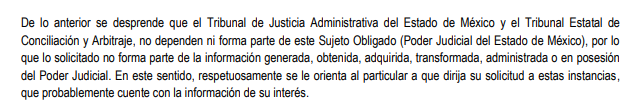 De lo anterior se desprende que el Tribunal de Justicia Administrativa del Estado de México y el Tribunal Estatal de
Conciliación y Arbitraje, no dependen ni forma parte de este Sujeto Obligado (Poder Judicial del Estado de México), por lo
que lo solicitado no forma parte de la información generada, obtenida, adquirida, transformada, administrada o en posesión
del Poder Judicial. En este sentido, respetuosamente se le orienta al particular a que dirija su solicitud a estas instancias,
que probablemente cuente con la información de su interés.